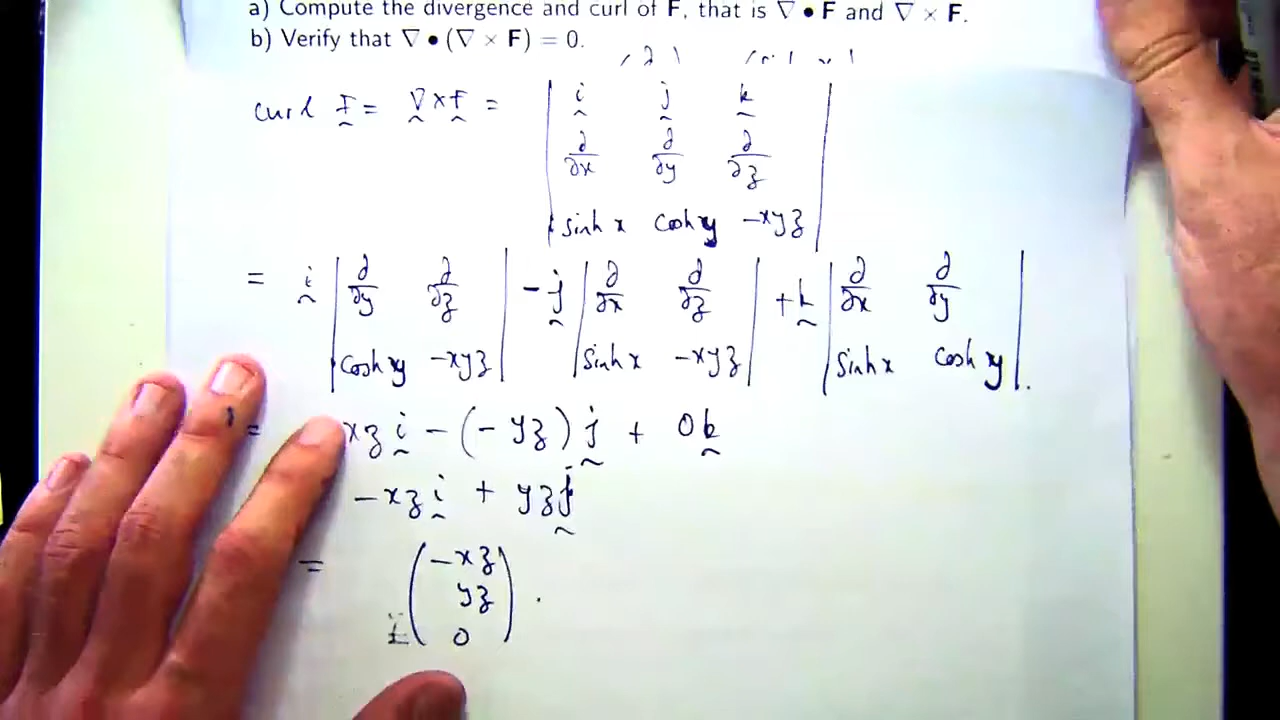 a) Compute the divergence and curl of F, that is ∇ • F and ∇ × F.
b) Verify that ∇ • (∇ × F) = 0.
curl F = ∇ × F = | i j k |
| ∂/∂x ∂/∂y ∂/∂z |
| sinh x cosh y -xyz |
= i | ∂/∂y ∂/∂z | - j | ∂/∂x ∂/∂z | + k | ∂/∂x ∂/∂y |
| cosh y -xyz | | sinh x -xyz | | sinh x cosh y | .
= xz i - (- yz) j + 0k
-xz i + yz j
= ( -xz
yz
0 ) .